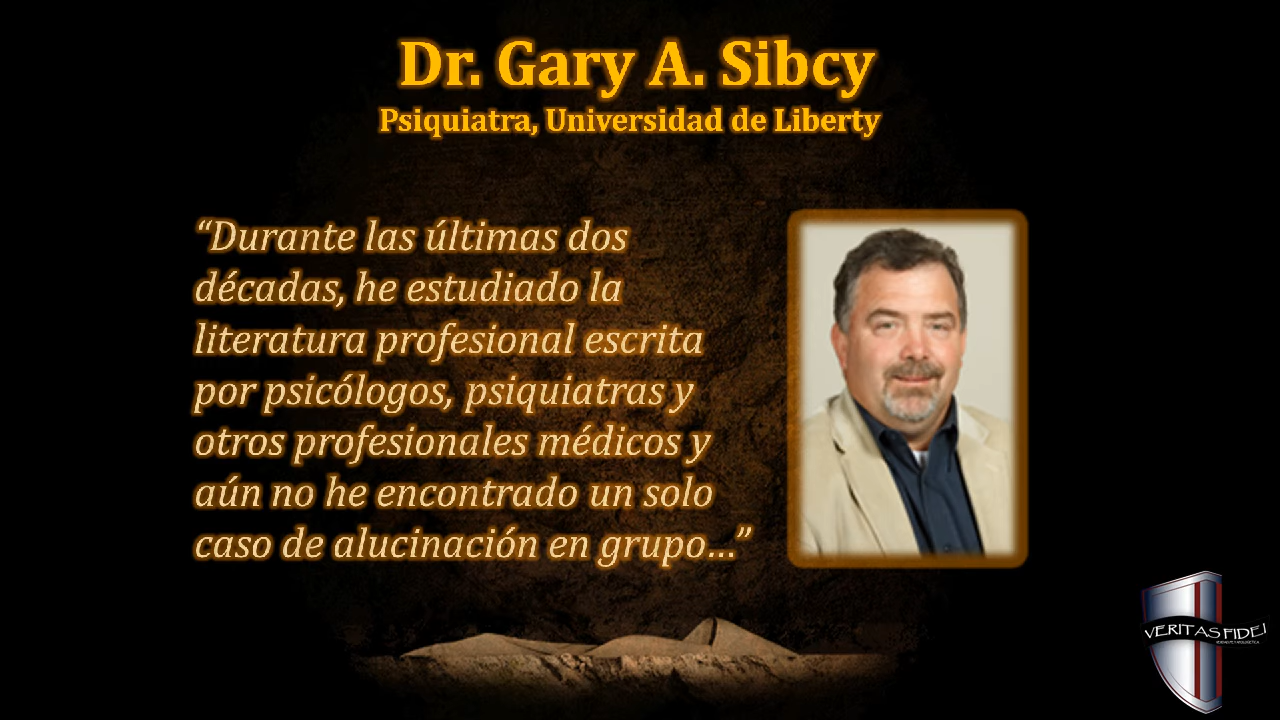 Dr. Gary A. Sibcy
Psiquiatra, Universidad de Liberty
“Durante las últimas dos
décadas, he estudiado la
literatura profesional escrita
por psicólogos, psiquiatras y
otros profesionales médicos y
aún no he encontrado un solo
caso de alucinación en grupo...”
VERITAS FIDEI